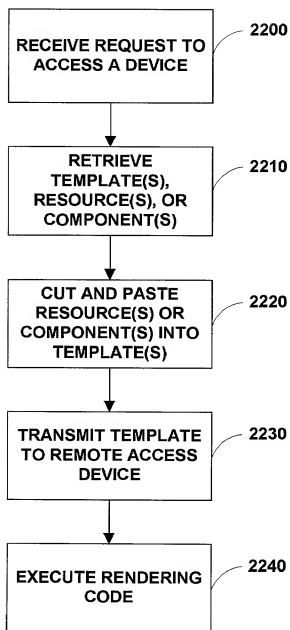 RECEIVE REQUEST TO
ACCESS A DEVICE
2200
RETRIEVE
TEMPLATE(S),
RESOURCE(S), OR
COMPONENT(S)
2210
CUT AND PASTE
RESOURCE(S) OR
COMPONENT(S) INTO
TEMPLATE(S)
2220
TRANSMIT TEMPLATE
TO REMOTE ACCESS
DEVICE
2230
EXECUTE RENDERING
CODE
2240